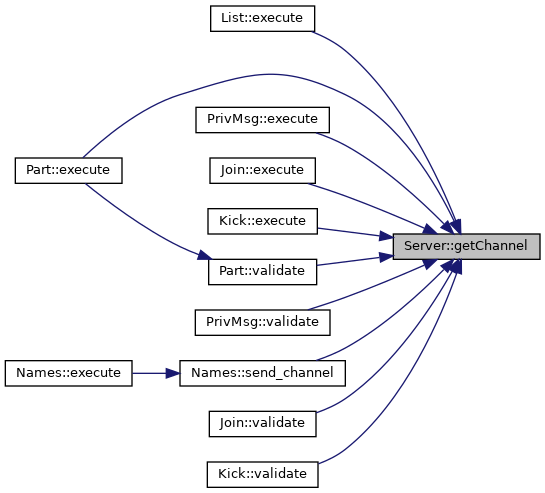 List::execute
PrivMsg::execute
Part::execute
Join::execute
Kick::execute
Server::getChannel
Part::validate
PrivMsg::validate
Names::execute
Names::send_channel
Join::validate
Kick::validate